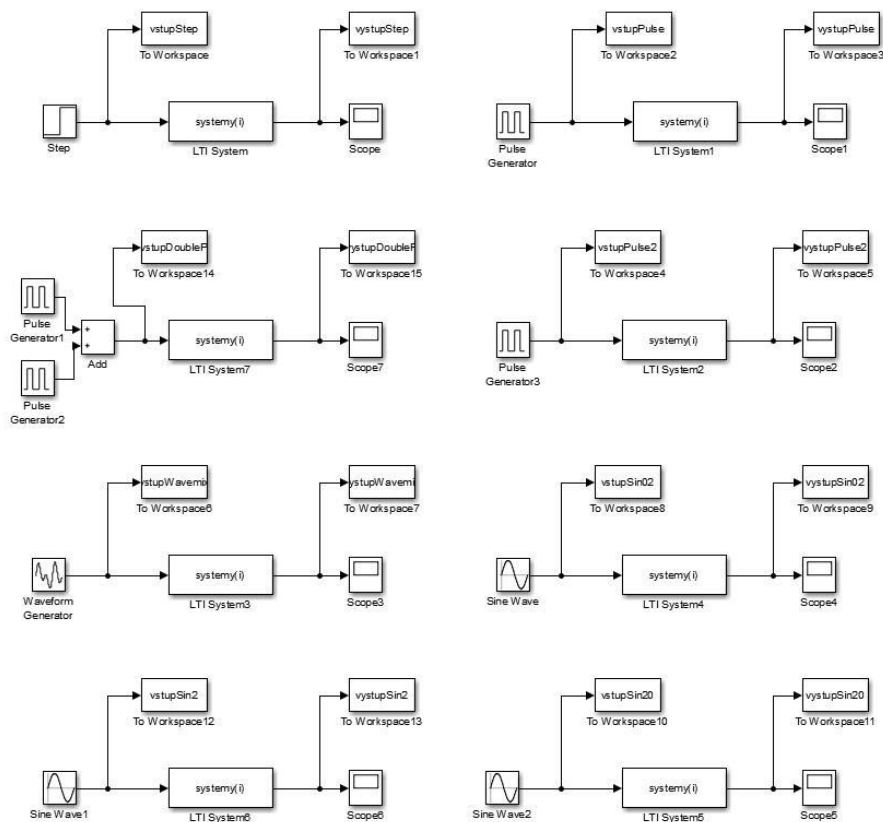 vstupStep
To Workspace
vystupStep
To Workspace1
Step
systemy(i)
LTI System
Scope
vstupPulse
To Workspace2
vystupPulse
To Workspace3
Pulse
Generator
systemy(i)
LTI System1
Scope1
vstupDoubleP
To Workspace14
vystupDoubleP
To Workspace15
Pulse
Generator1
+
+
Add
systemy(i)
LTI System7
Scope7
Pulse
Generator2
vstupPulse2
To Workspace4
vystupPulse2
To Workspace5
Pulse
Generator3
systemy(i)
LTI System2
Scope2
vstupWavemix
To Workspace6
vystupWavemi
To Workspace7
Waveform
Generator
systemy(i)
LTI System3
Scope3
vstupSin02
To Workspace8
vystupSin02
To Workspace9
Sine Wave
systemy(i)
LTI System4
Scope4
vstupSin2
To Workspace12
vystupSin2
To Workspace13
Sine Wave1
systemy(i)
LTI System6
Scope6
vstupSin20
To Workspace10
vystupSin20
To Workspace11
Sine Wave2
systemy(i)
LTI System5
Scope5